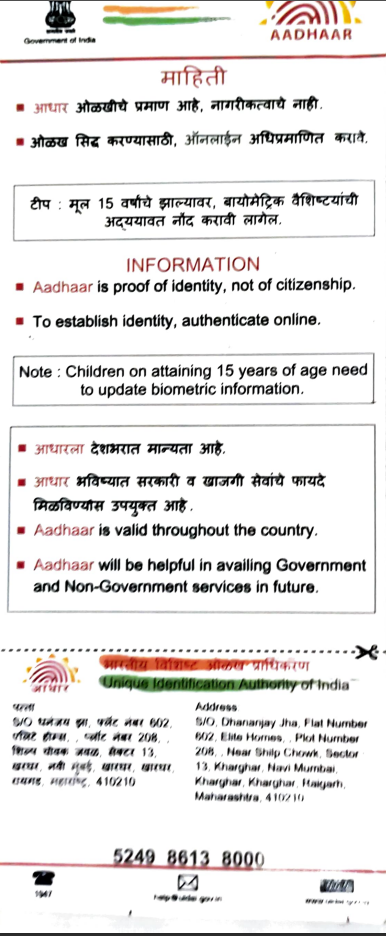 Government of India
AADHAAR
माहिती
आधार ओळखीचे प्रमाण आहे, नागरीकत्वाचे नाही.
ओळख सिद्ध करण्यासाठी, ऑनलाईन अधिप्रमाणित करावे.
टीप : मूल 15 वर्षाचे झाल्यावर, बायोमेट्रिक वैशिष्टयांची
अद्ययावत नोंद करावी लागेल.
INFORMATION
Aadhaar is proof of identity, not of citizenship.
To establish identity, authenticate online.
Note : Children on attaining 15 years of age need
to update biometric information.
आधारला देशभरात मान्यता आहे.
आधार भविष्यात सरकारी व खाजगी सेवांचे फायदे
मिळविण्यास उपयुक्त आहे.
Aadhaar is valid throughout the country.
Aadhaar will be helpful in availing Government
and Non-Government services in future.
भारतीय विशिष्ट ओळख प्राधिकरण
Unique Identification Authority of India
आधार
पत्ता
S/O धनंजय झा, फ्लॅट नंबर 602,
होम्स, , प्लॉट नंबर 208, ,
शिल्प चौक जवळ, सेक्टर 13,
खारघर, नवी मुंबई, खारघर, खारघर,
रायगड, महाराष्ट्र, 410210
Address
S/O, Dhananjay Jha, Flat Number
602, Elite Homes, , Plot Number
208, , Near Shilp Chowk, Sector
13, Kharghar, Navi Mumbai,
Kharghar, Kharghar, Raigarh,
Maharashtra, 410210
5249 8613 8000
1947
help@uidai.gov.in